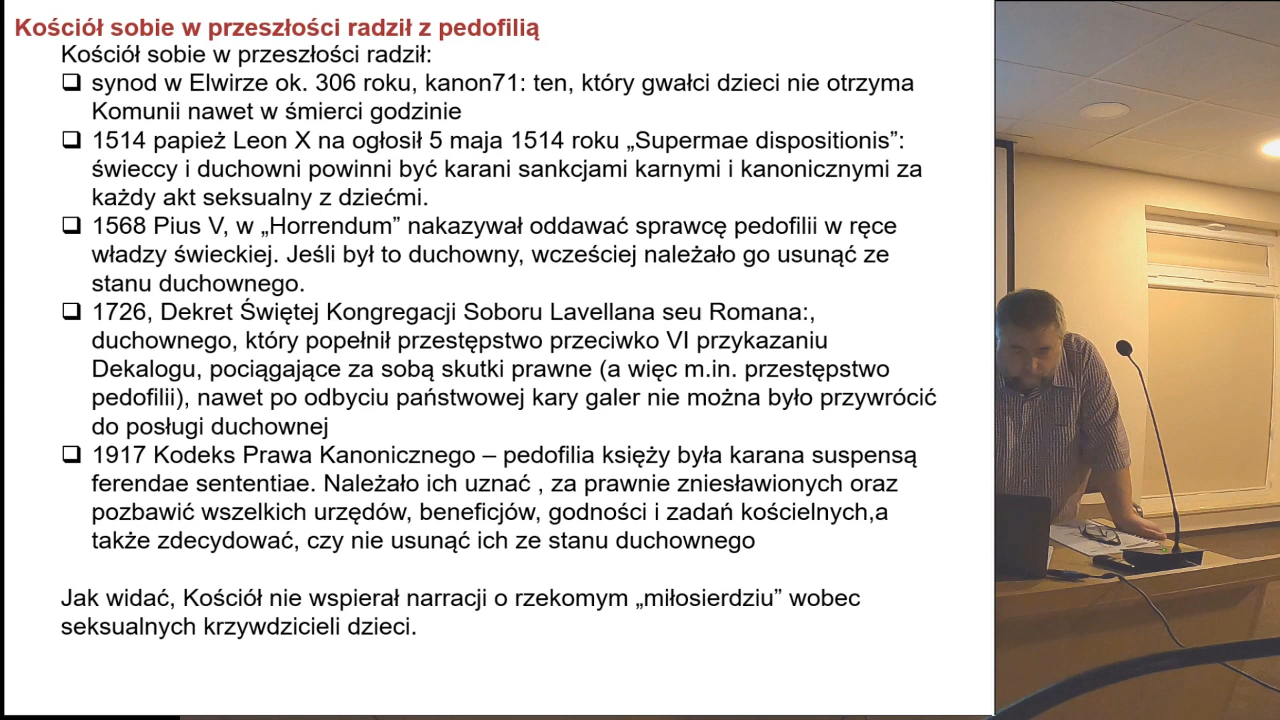 Kościół sobie w przeszłości radził z pedofilią
Kościół sobie w przeszłości radził:
❑ synod w Elwirze ok. 306 roku, kanon71: ten, który gwałci dzieci nie otrzyma
Komunii nawet w śmierci godzinie
❑ 1514 papież Leon X na ogłosił 5 maja 1514 roku „Supermae dispositionis”:
świeccy i duchowni powinni być karani sankcjami karnymi i kanonicznymi za
każdy akt seksualny z dziećmi.
❑ 1568 Pius V, w „Horrendum” nakazywał oddawać sprawcę pedofilii w ręce
władzy świeckiej. Jeśli był to duchowny, wcześciej należało go usunąć ze
stanu duchownego.
❑ 1726, Dekret Świętej Kongregacji Soboru Lavellana seu Romana:,
duchownego, który popełnił przestępstwo przeciwko VI przykazaniu
Dekalogu, pociągające za sobą skutki prawne (a więc m.in. przestępstwo
pedofilii), nawet po odbyciu państwowej kary galer nie można było przywrócić
do posługi duchownej
❑ 1917 Kodeks Prawa Kanonicznego – pedofilia księży była karana suspensą
ferendae sententiae. Należało ich uznać , za prawnie zniesławionych oraz
pozbawić wszelkich urzędów, beneficjów, godności i zadań kościelnych,a
także zdecydować, czy nie usunąć ich ze stanu duchownego
Jak widać, Kościół nie wspierał narracji o rzekomym „miłosierdziu” wobec
seksualnych krzywdzicieli dzieci.